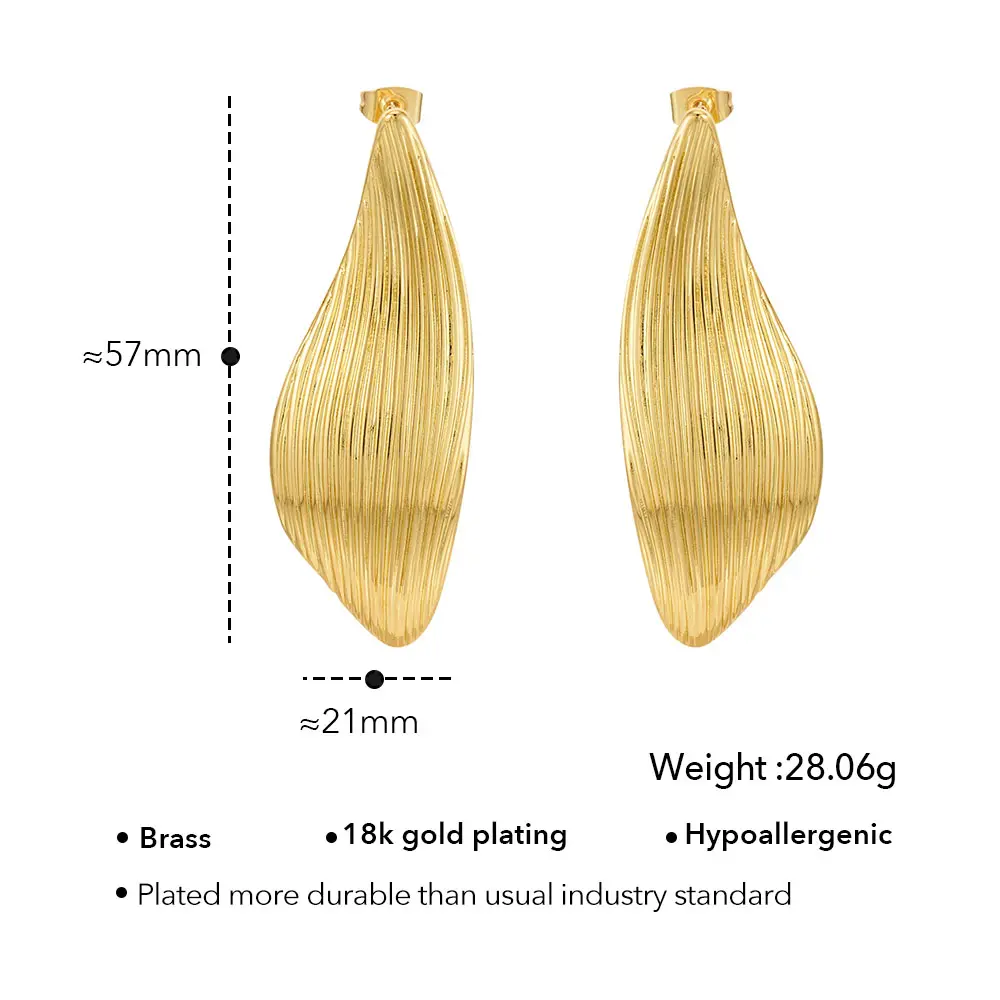 ≈57mm
≈21mm
Weight :28.06g
• Brass
•18k gold plating
• Hypoallergenic
• Plated more durable than usual industry standard